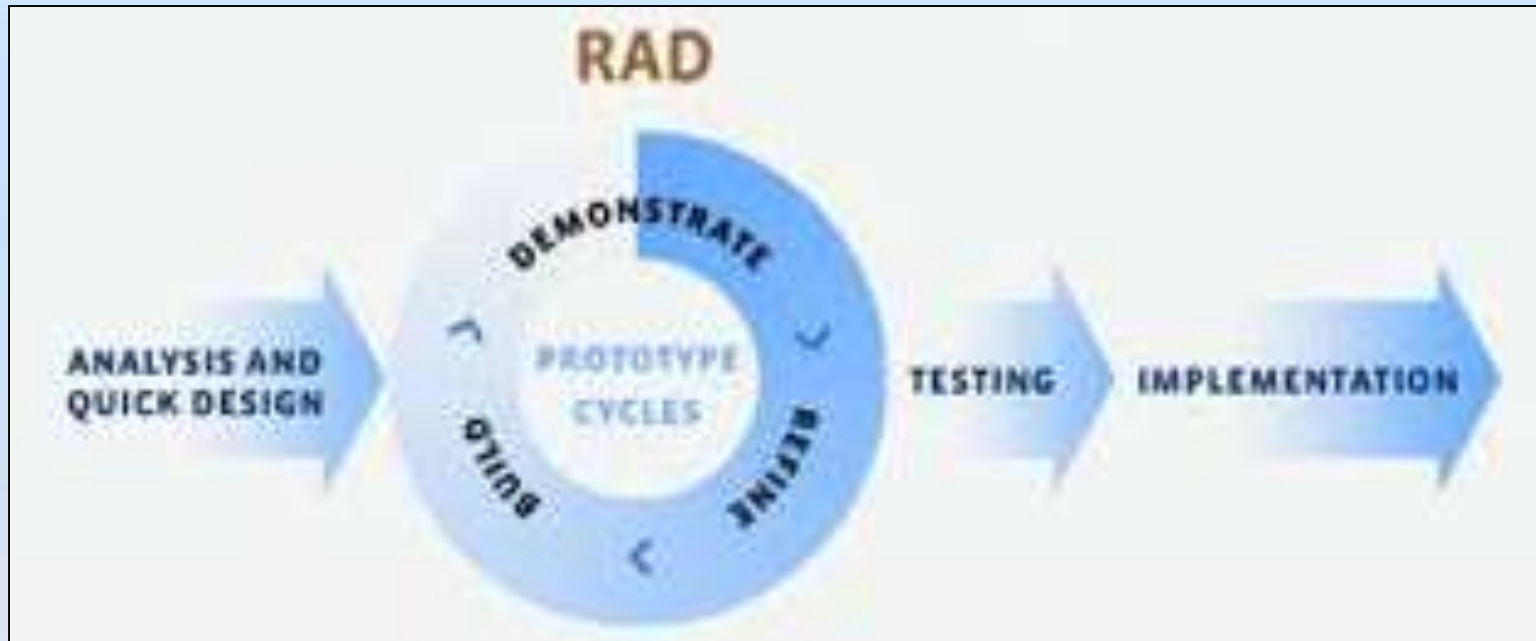 RAD
DEMONSTRATE
ANALYSIS AND
QUICK DESIGN
PROTOTYPE
CYCLES
BUILD
REFINE
TESTING
IMPLEMENTATION